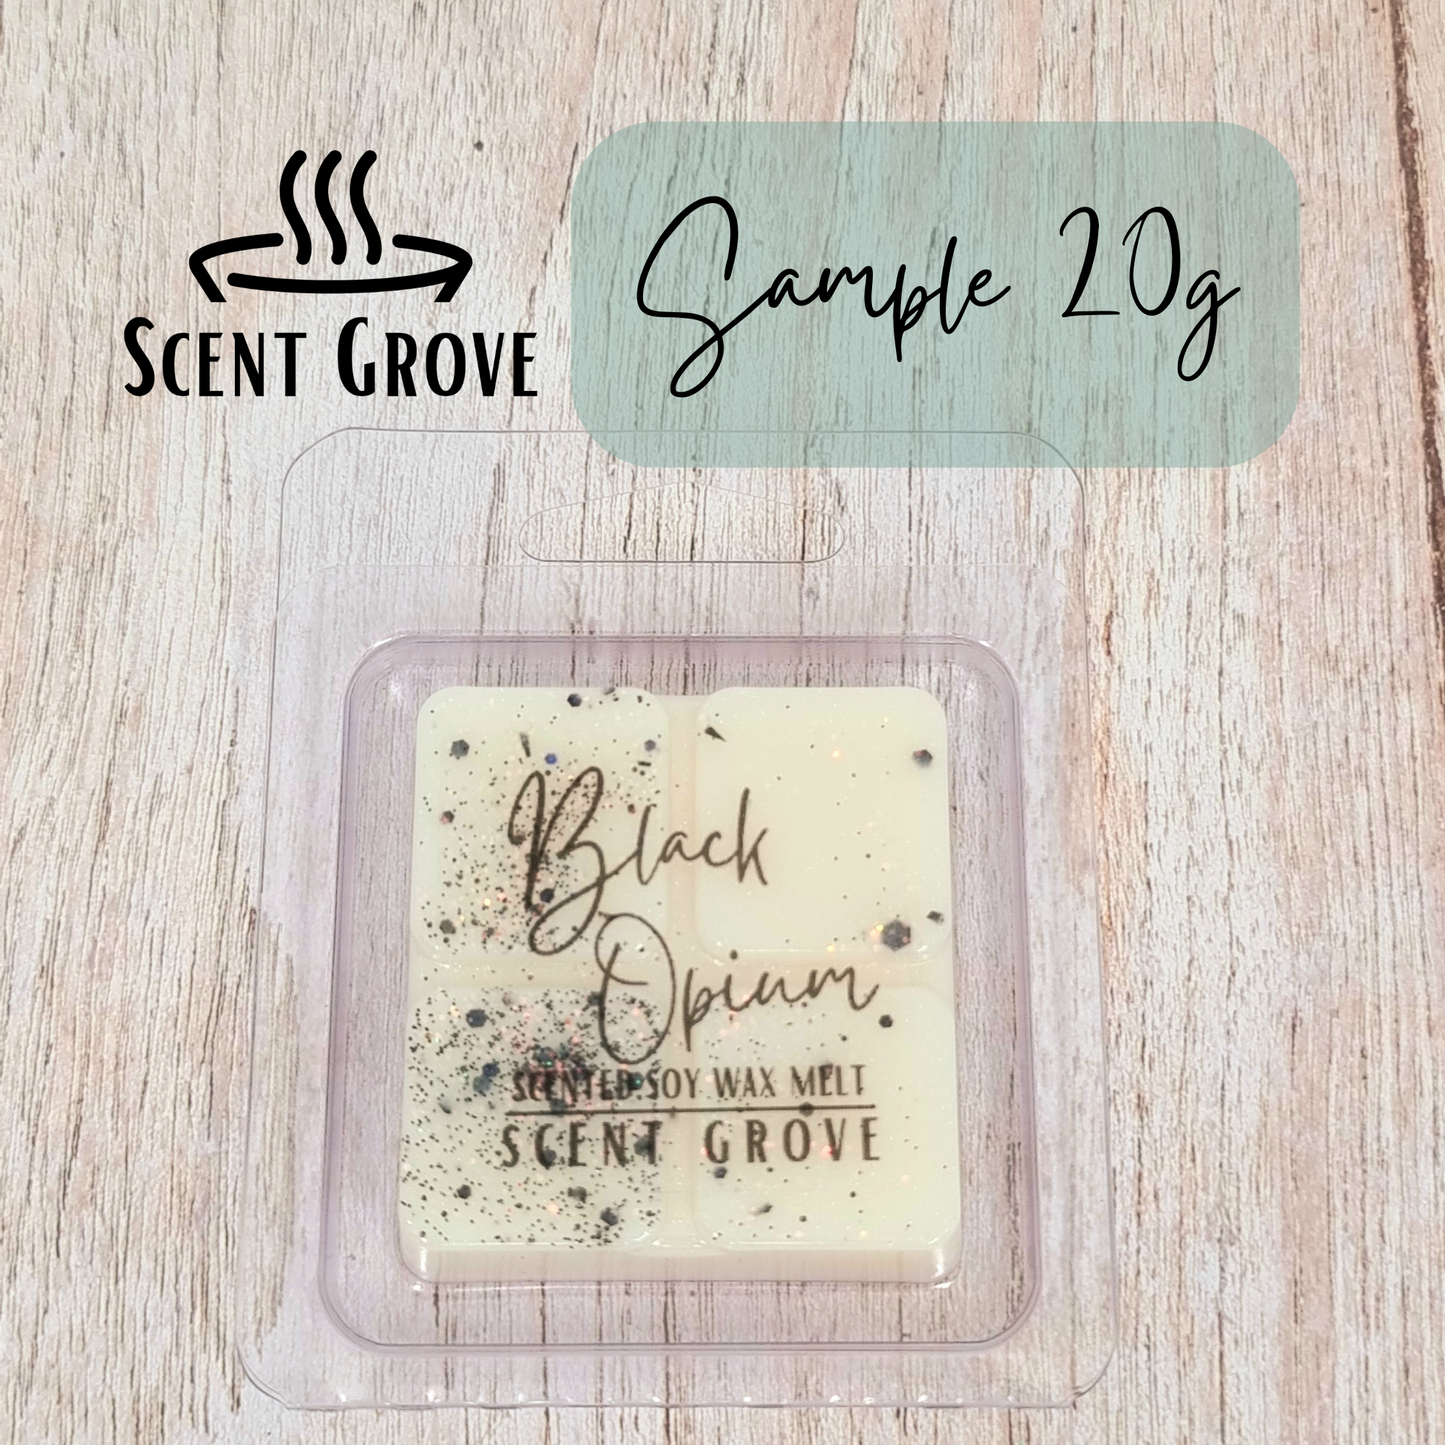 SCENT GROVE
Sample 20g
Black
Opium
SCENTED SOY WAX MELT
SCENT GROVE